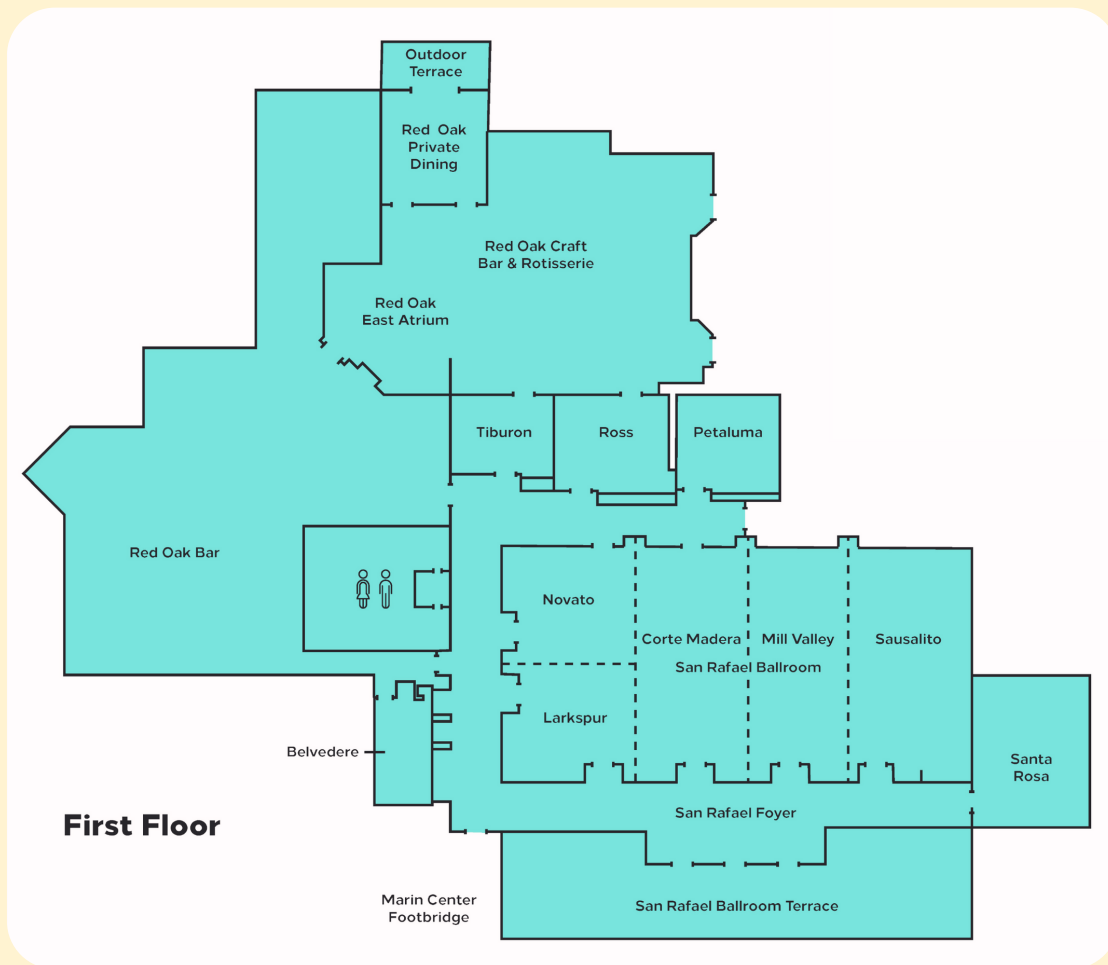 Outdoor
Terrace
Red Oak
Private
Dining
Red Oak Craft
Bar & Rotisserie
Red Oak
East Atrium
Tiburon
Ross
Petaluma
Red Oak Bar
Novato
Corte Madera
Mill Valley
Sausalito
San Rafael Ballroom
Larkspur
Belvedere
Santa
Rosa
First Floor
San Rafael Foyer
Marin Center
Footbridge
San Rafael Ballroom Terrace